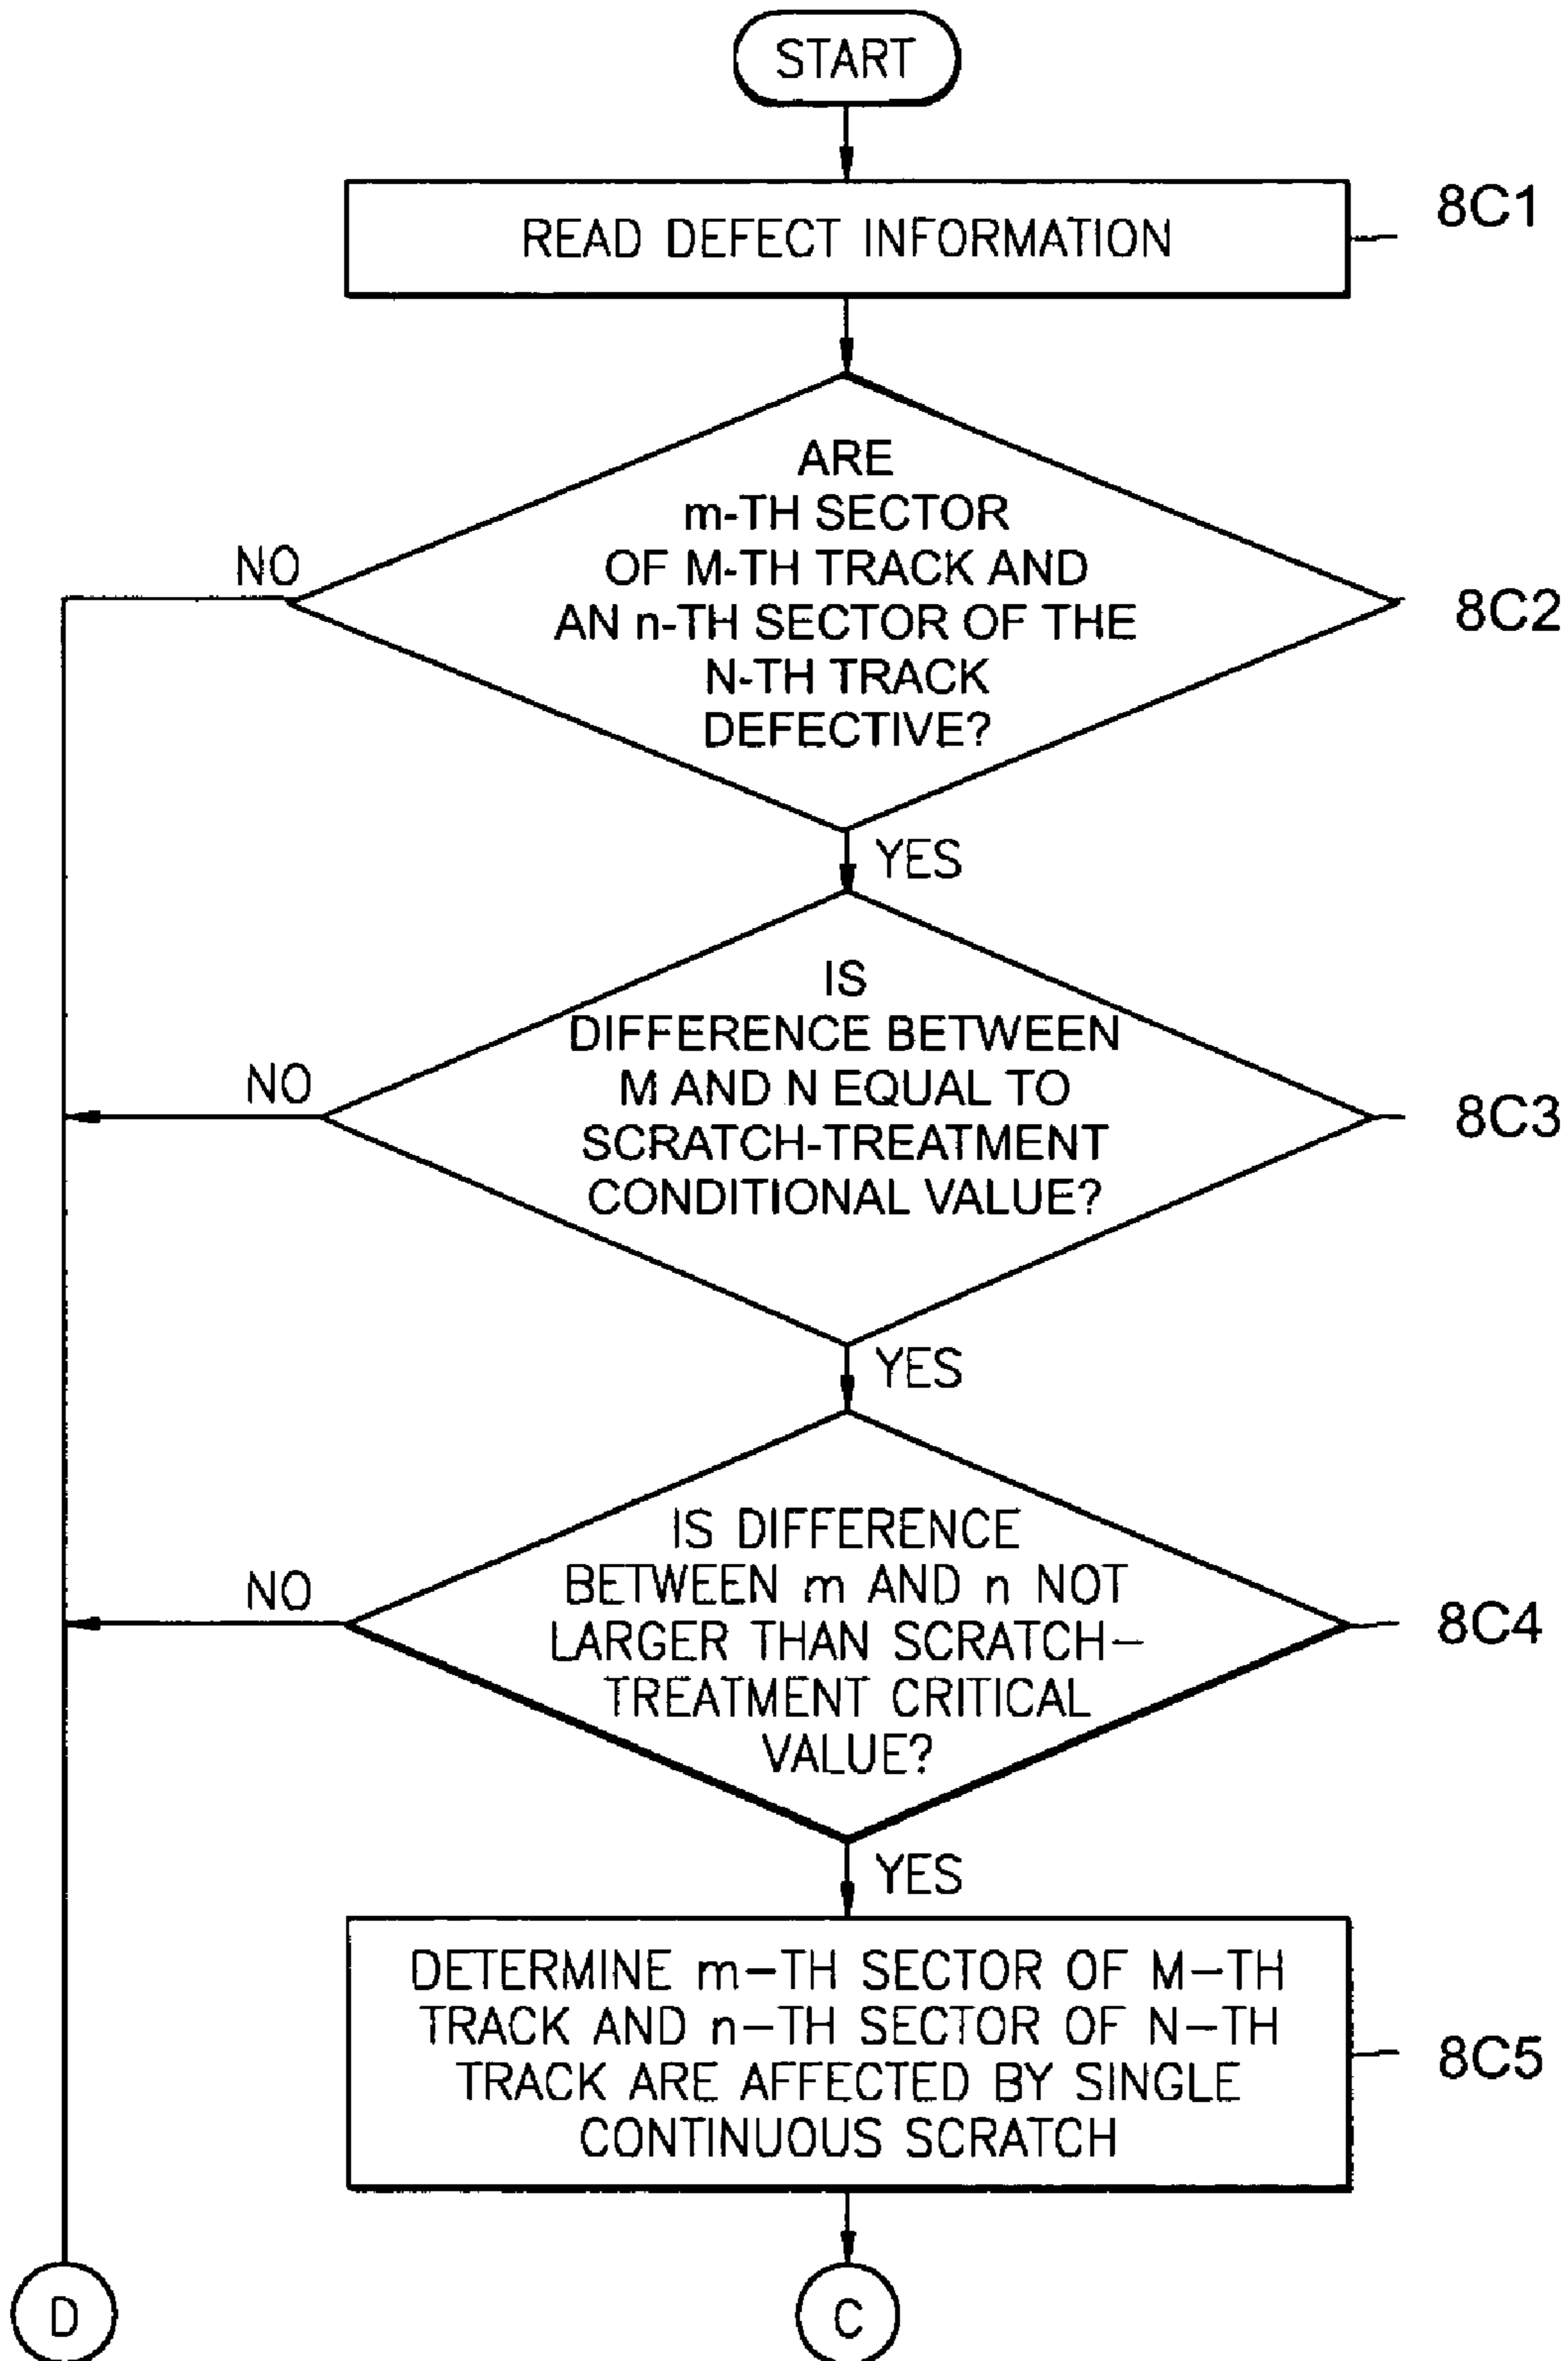 START
READ DEFECT INFORMATION
8C1
ARE
m-TH SECTOR
OF M-TH TRACK AND
AN n-TH SECTOR OF THE
N-TH TRACK
DEFECTIVE?
NO
8C2
YES
IS
DIFFERENCE BETWEEN
M AND N EQUAL TO
SCRATCH-TREATMENT
CONDITIONAL VALUE?
NO
8C3
YES
IS DIFFERENCE
BETWEEN m AND n NOT
LARGER THAN SCRATCH-
TREATMENT CRITICAL
VALUE?
NO
8C4
YES
DETERMINE m-TH SECTOR OF M-TH
TRACK AND n-TH SECTOR OF N-TH
TRACK ARE AFFECTED BY SINGLE
CONTINUOUS SCRATCH
8C5
D
C